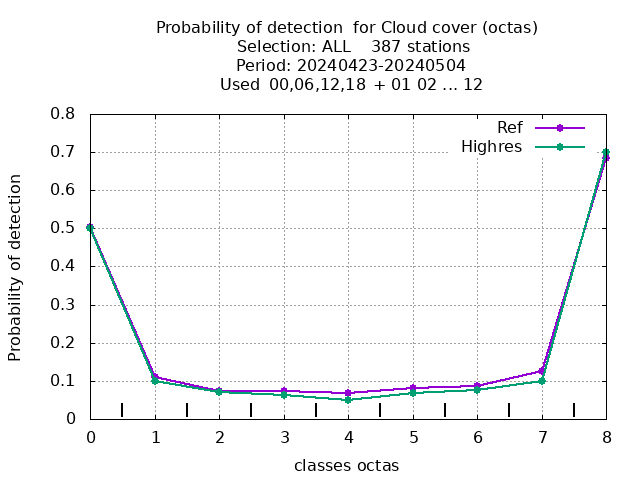 Probability of detection  for Cloud cover (octas)
Selection: ALL    387 stations
Period: 20240423-20240504
Used  00,06,12,18  + 01 02 ... 12
Ref
Highres
Probability of detection
0.8
0.7
0.6
0.5
0.4
0.3
0.2
0.1
0
0 1 2 3 4 5 6 7 8
classes octas